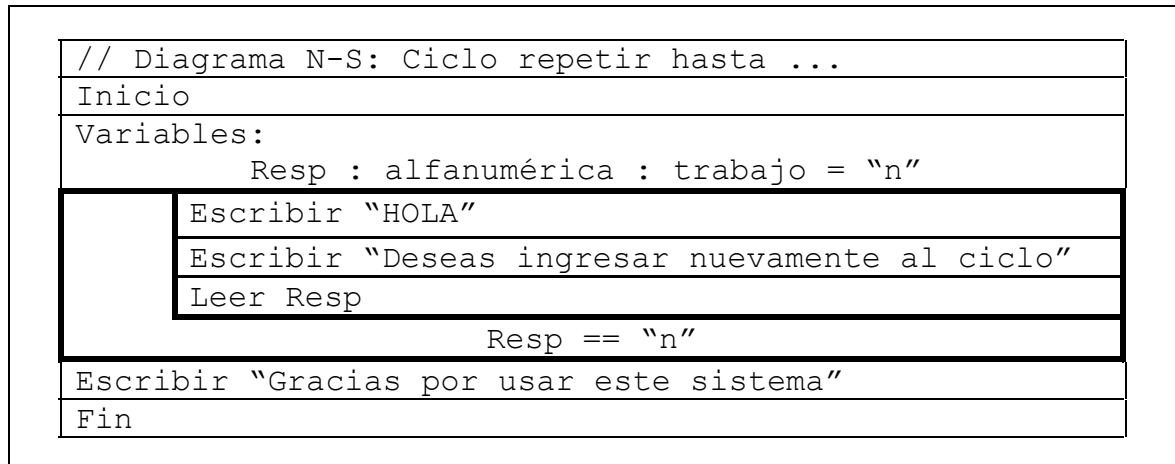 // Diagrama N-S: Ciclo repetir hasta ...
Inicio
Variables:
Resp : alfanumérica : trabajo = “n”
Escribir “HOLA”
Escribir “Deseas ingresar nuevamente al ciclo”
Leer Resp
Resp == “n”
Escribir “Gracias por usar este sistema”
Fin